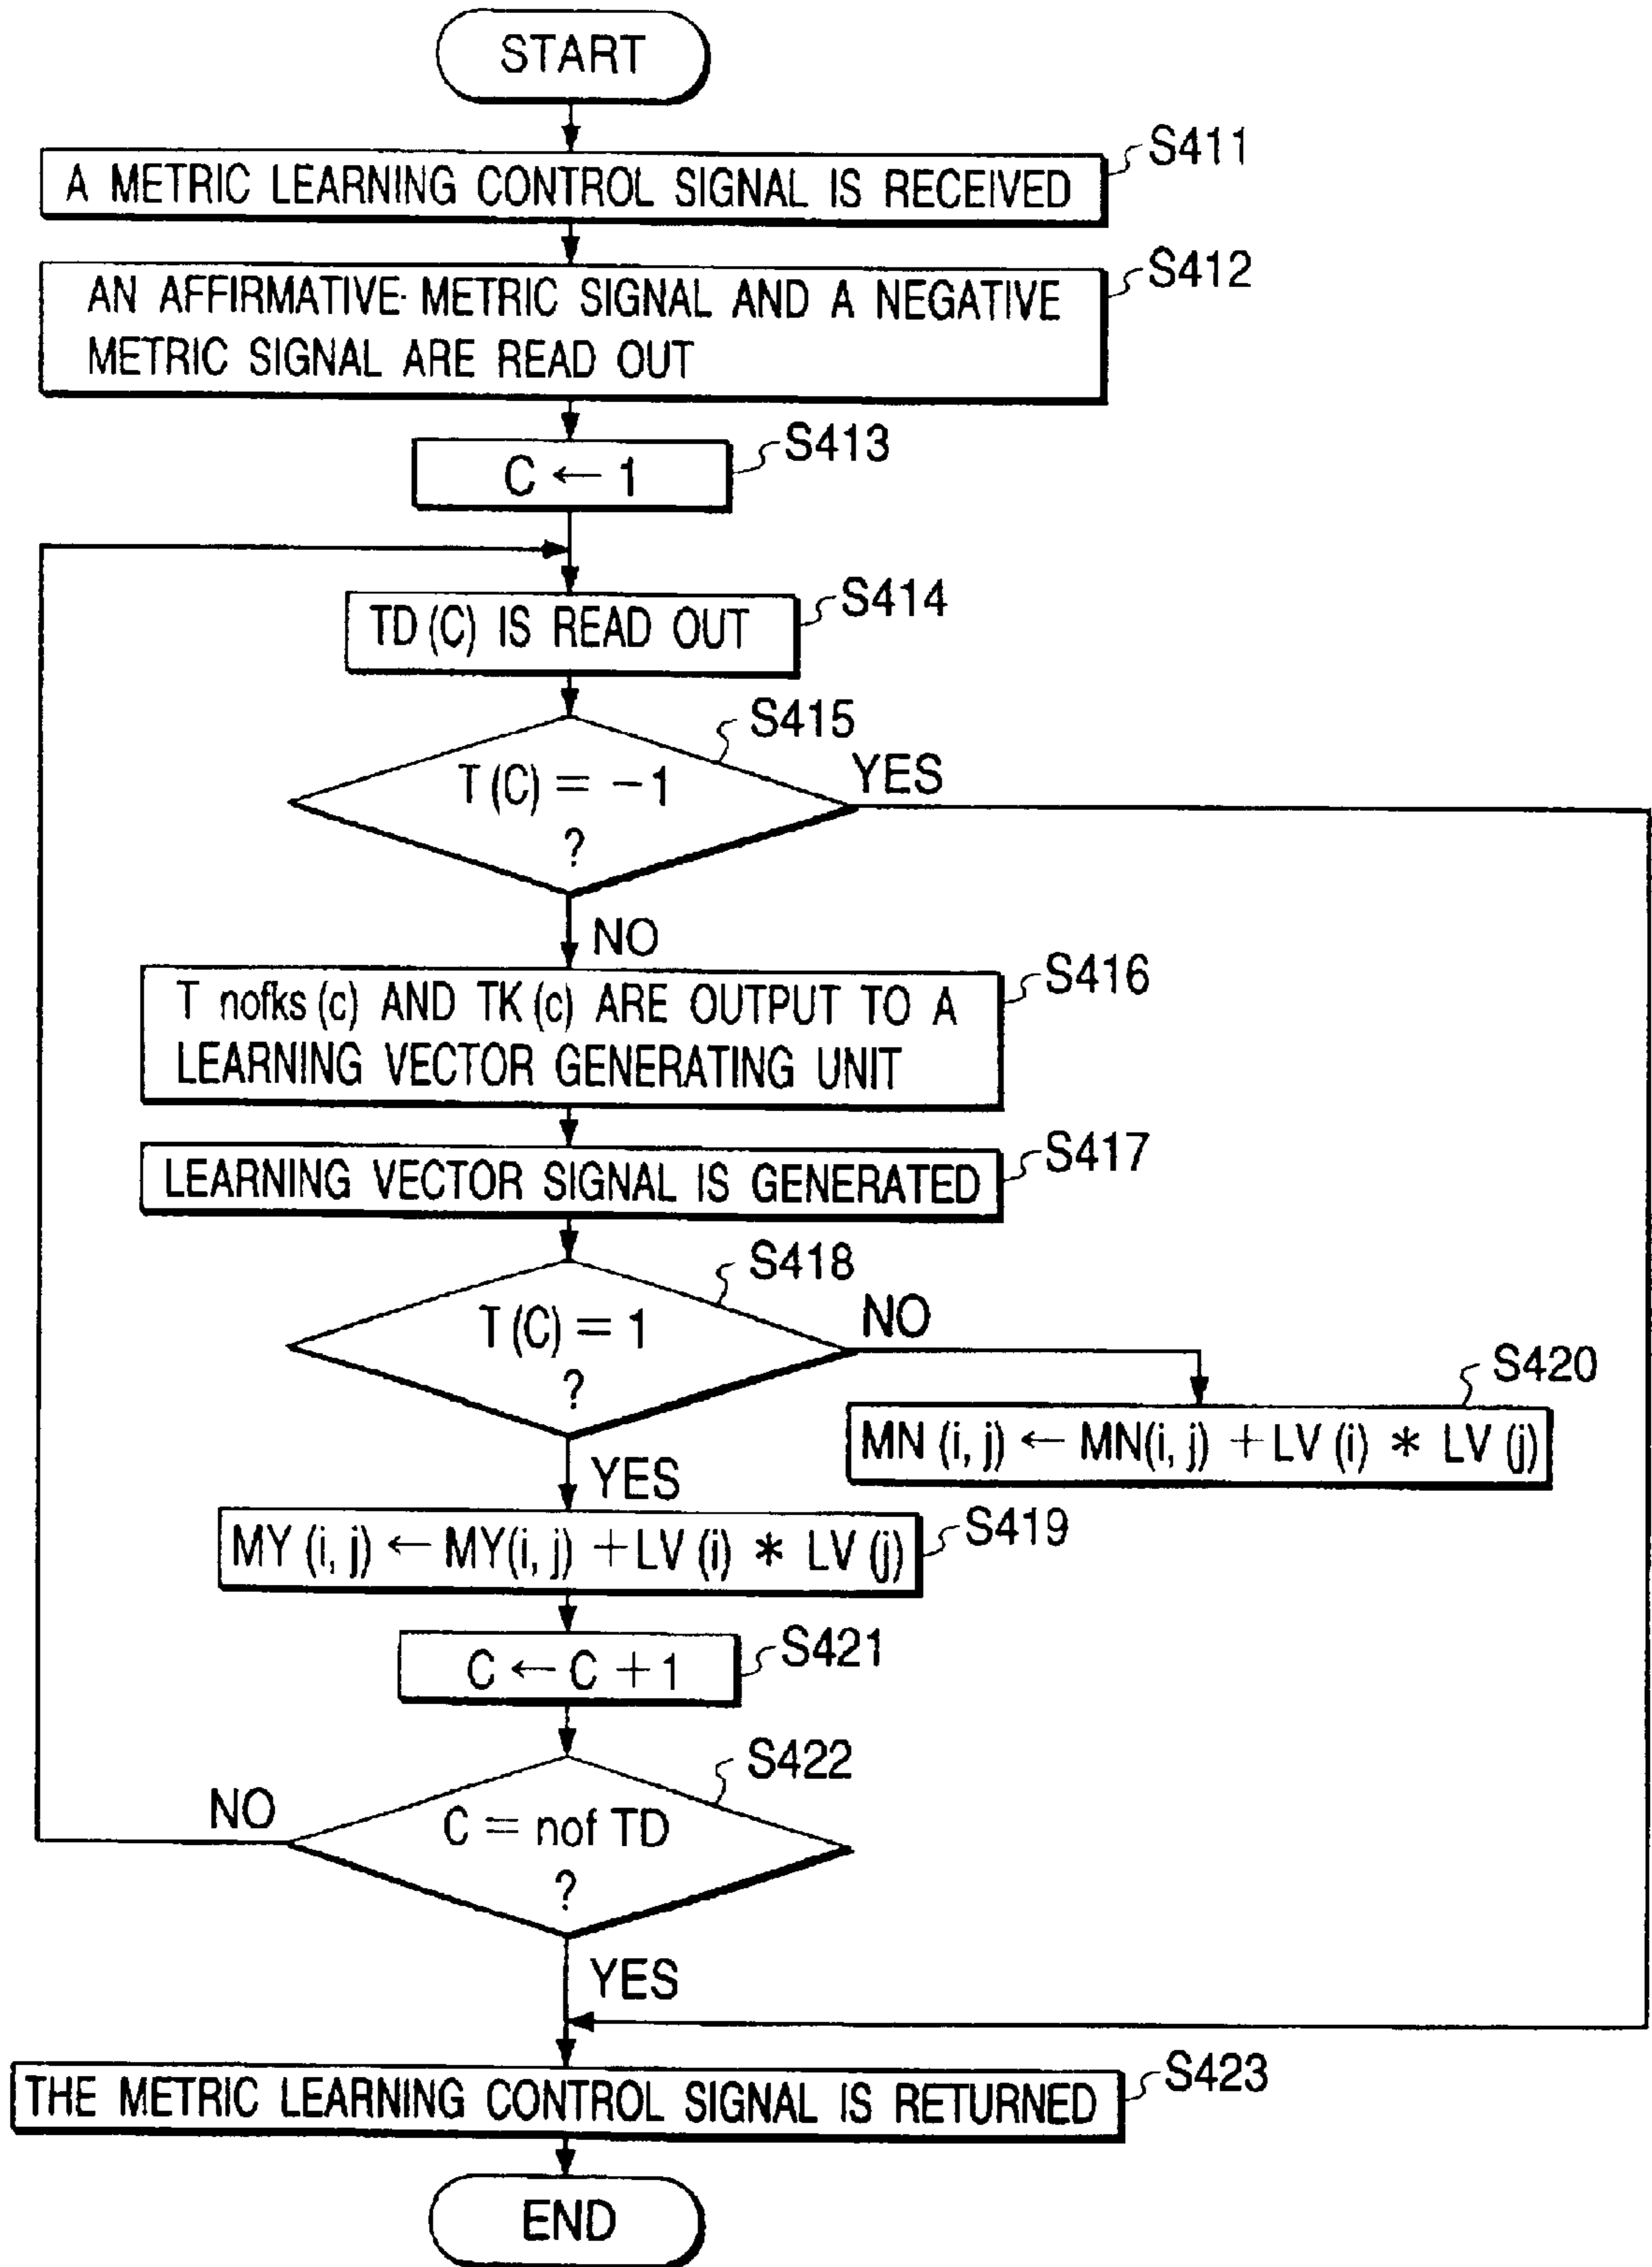 START
S411
A METRIC LEARNING CONTROL SIGNAL IS RECEIVED
S412
AN AFFIRMATIVE METRIC SIGNAL AND A NEGATIVE
METRIC SIGNAL ARE READ OUT
S413
C ← 1
S414
TD (C) IS READ OUT
S415
T (C) = −1
?
YES
NO
S416
T nofks (c) AND TK (c) ARE OUTPUT TO A
LEARNING VECTOR GENERATING UNIT
S417
LEARNING VECTOR SIGNAL IS GENERATED
S418
T (C) = 1
?
NO
S420
MN (i, j) ← MN(i, j) + LV (i) * LV (j)
YES
S419
MY (i, j) ← MY(i, j) + LV (i) * LV (j)
S421
C ← C + 1
S422
NO
C = nof TD
?
YES
S423
THE METRIC LEARNING CONTROL SIGNAL IS RETURNED
END